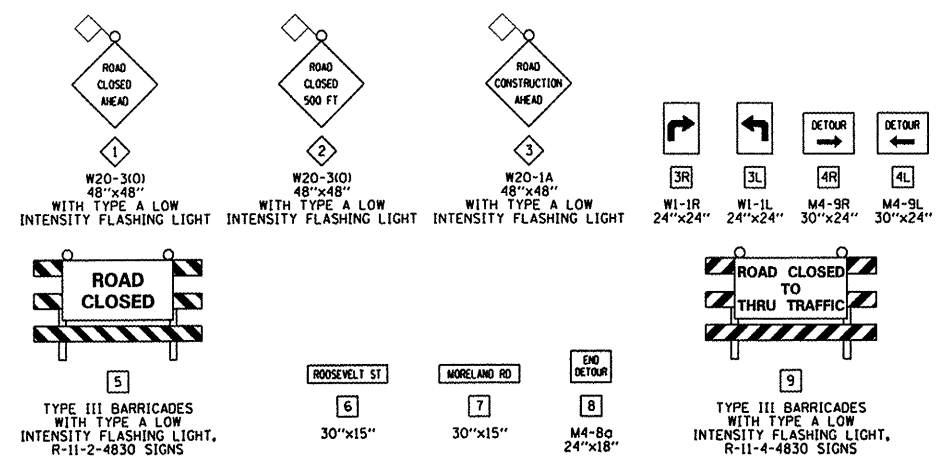 ROAD
CLOSED
AHEAD
1
W20-3(O)
48"x48"
WITH TYPE A LOW
INTENSITY FLASHING LIGHT
ROAD
CLOSED
500 FT
2
W20-3(O)
48"x48"
WITH TYPE A LOW
INTENSITY FLASHING LIGHT
ROAD
CONSTRUCTION
AHEAD
3
W20-1A
48"x48"
WITH TYPE A LOW
INTENSITY FLASHING LIGHT
3R
W1-1R
24"x24"
3L
W1-1L
24"x24"
DETOUR
4R
M4-9R
30"x24"
DETOUR
4L
M4-9L
30"x24"
ROAD
CLOSED
5
TYPE III BARRICADES
WITH TYPE A LOW
INTENSITY FLASHING LIGHT,
R-11-2-4830 SIGNS
ROOSEVELT ST
6
30"x15"
MORELAND RD
7
30"x15"
END
DETOUR
8
M4-8a
24"x18"
ROAD CLOSED
TO
THRU TRAFFIC
9
TYPE III BARRICADES
WITH TYPE A LOW
INTENSITY FLASHING LIGHT,
R-11-4-4830 SIGNS